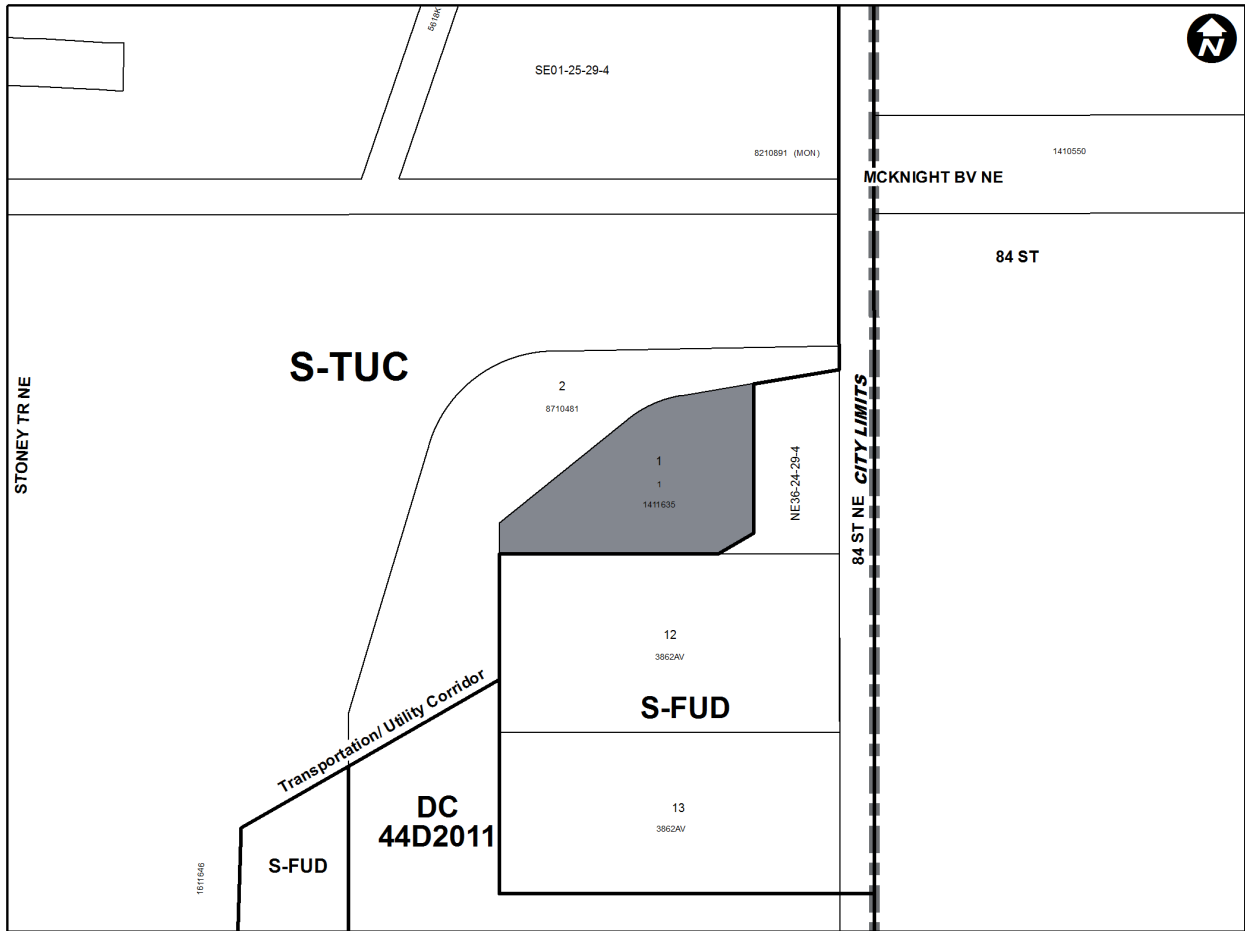 5618K
N
SE01-25-29-4
8210891 (MON)
1410550
MCKNIGHT BV NE
84 ST
S-TUC
STONEY TR NE
2
8710481
CITY LIMITS
1
1
1411635
NE36-24-29-4
84 ST NE
12
3862AV
S-FUD
Transportation/ Utility Corridor
13
3862AV
DC
44D2011
S-FUD
1611646